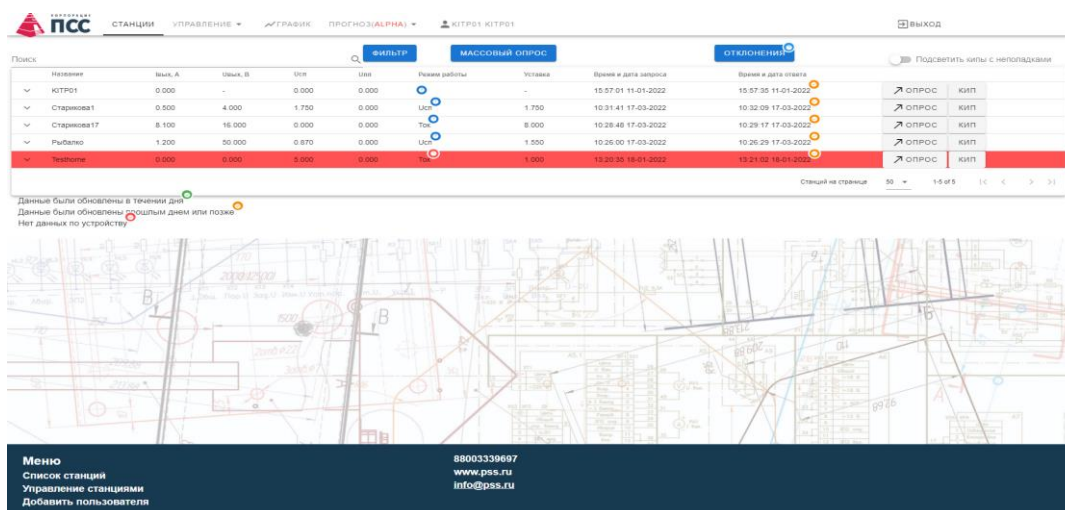 КОРПОРАЦИЯ
ПСС
СТАНЦИИ УПРАВЛЕНИЕ ГРАФИК ПРОГНОЗ(ALPHA) KITP01 KITP01 ВЫХОД
Поиск ФИЛЬТР МАССОВЫЙ ОПРОС ОТКЛОНЕНИЯ Подсветить кипы с неполадками
Название Iвых, А Uвых, В Uсп Uпп Режим работы Уставка Время и дата запроса Время и дата ответа
KITP01 0.000 - 0.000 0.000 - 15:57:01 11-01-2022 15:57:35 11-01-2022 ОПРОС КИП
Старикова1 0.500 4.000 1.750 0.000 Uсп 1.750 10:31:41 17-03-2022 10:32:09 17-03-2022 ОПРОС КИП
Старикова17 8.100 16.000 0.000 0.000 Ток 8.000 10:28:48 17-03-2022 10:29:17 17-03-2022 ОПРОС КИП
Рыбалко 1.200 50.000 0.870 0.000 Uсп 1.550 10:26:00 17-03-2022 10:26:29 17-03-2022 ОПРОС КИП
Testhome 0.000 0.000 5.000 0.000 Ток 1.000 13:20:35 18-01-2022 13:21:02 18-01-2022 ОПРОС КИП
Станций на странице 50 1-5 of 5
Данные были обновлены в течении дня
Данные были обновлены прошлым днем или позже
Нет данных по устройству
Меню
Список станций
Управление станциями
Добавить пользователя
88003339697
www.pss.ru
info@pss.ru